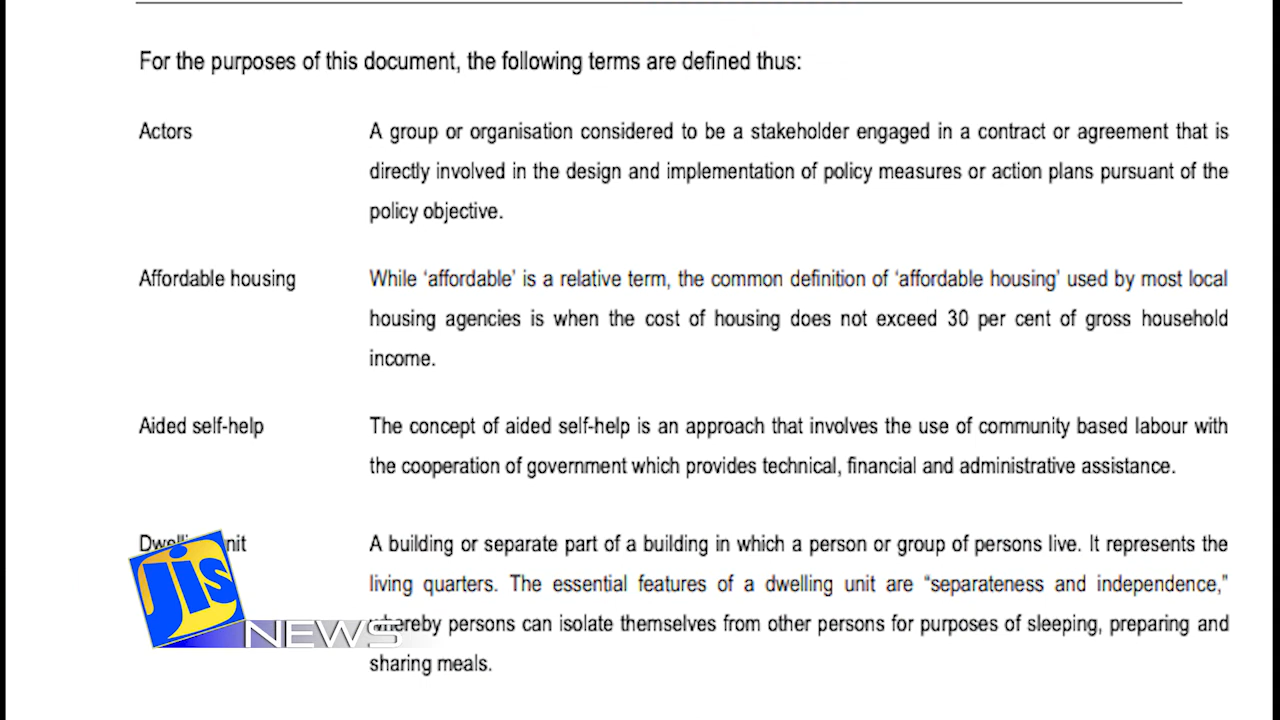 For the purposes of this document, the following terms are defined thus:
Actors
A group or organisation considered to be a stakeholder engaged in a contract or agreement that is
directly involved in the design and implementation of policy measures or action plans pursuant of the
policy objective.
Affordable housing
While ‘affordable’ is a relative term, the common definition of ‘affordable housing’ used by most local
housing agencies is when the cost of housing does not exceed 30 per cent of gross household
income.
Aided self-help
The concept of aided self-help is an approach that involves the use of community based labour with
the cooperation of government which provides technical, financial and administrative assistance.
Dwelling unit
A building or separate part of a building in which a person or group of persons live. It represents the
living quarters. The essential features of a dwelling unit are “separateness and independence,”
whereby persons can isolate themselves from other persons for purposes of sleeping, preparing and
sharing meals.
jis
NEWS